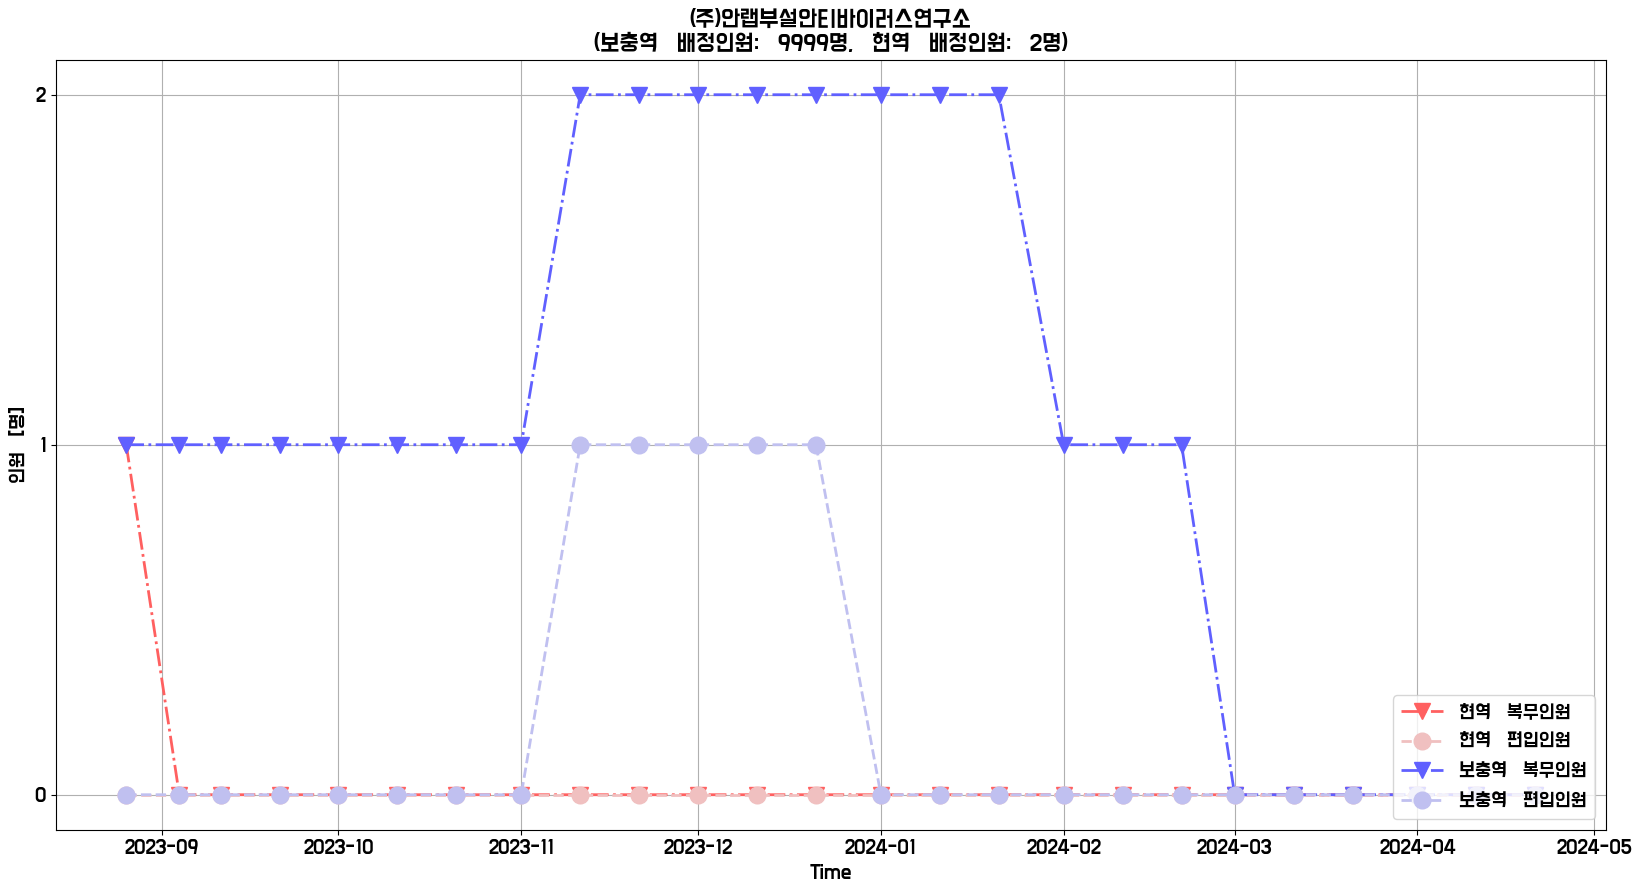 (주)안랩부설안티바이러스연구소
(보충역 배정인원: 9999명, 현역 배정인원: 2명)
인원 [명]
2
1
0
현역 복무인원
현역 편입인원
보충역 복무인원
보충역 편입인원
2023-09 2023-10 2023-11 2023-12 2024-01 2024-02 2024-03 2024-04 2024-05
Time